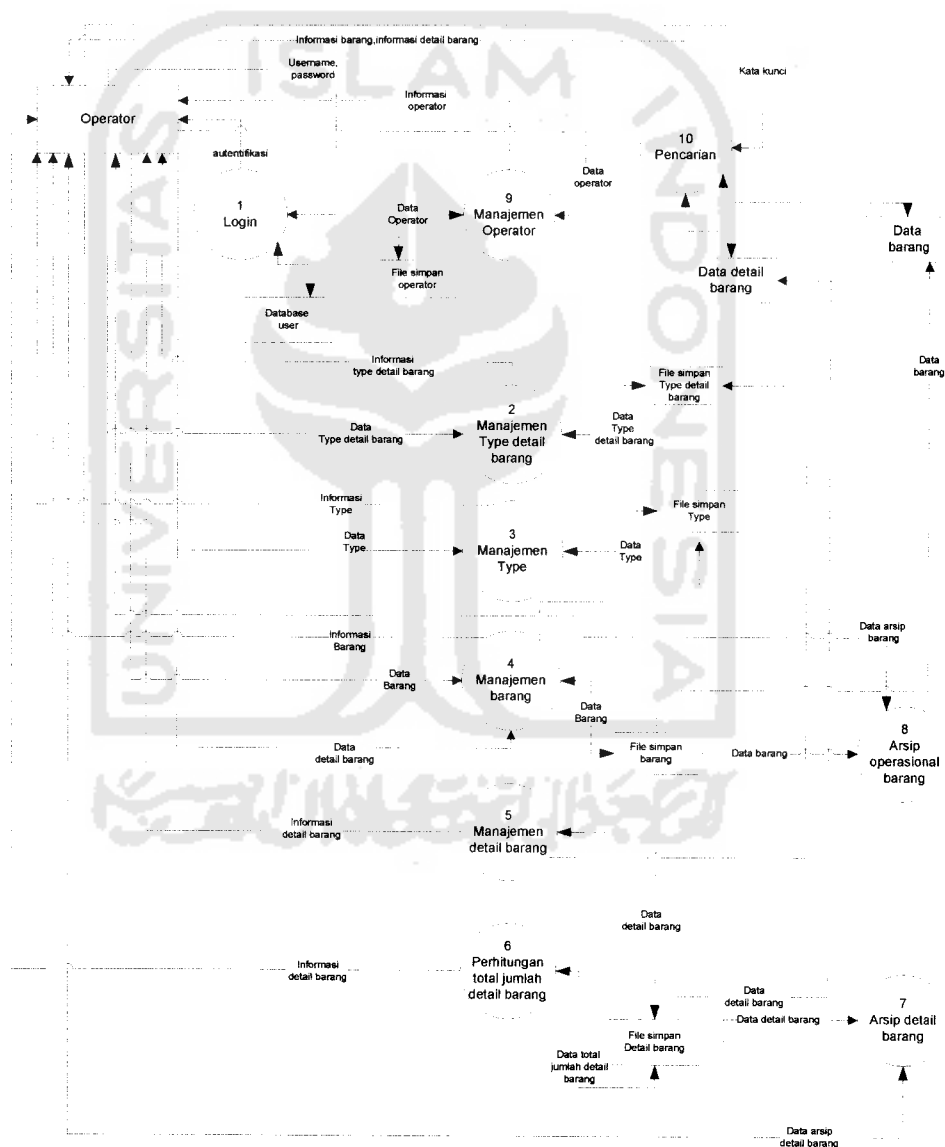 Informasi barang,informasi detail barang
Username,
password
Informasi
operator
Kata kunci
Operator
autentifikasi
10
Pencarian
Data
operator
1
Login
Data
Operator
9
Manajemen
Operator
Data
barang
File simpan
operator
Data detail
barang
Database
user
Data
barang
Informasi
type detail barang
File simpan
Type detail
barang
2
Manajemen
Type detail
barang
Data
Type detail barang
Data
Type
detail barang
Informasi
Type
File simpan
Type
Data
Type
3
Manajemen
Type
Data
Type
Informasi
Barang
Data arsip
barang
Data
Barang
4
Manajemen
barang
Data
Barang
8
Arsip
operasional
barang
Data
detail barang
File simpan
barang
Data barang
Informasi
detail barang
5
Manajemen
detail barang
Data
detail barang
Informasi
detail barang
6
Perhitungan
total jumlah
detail barang
Data
detail barang
Data detail barang
7
Arsip detail
barang
File simpan
Detail barang
Data total
jumlah detail
barang
Data arsip
detail barang
UNIVERSITAS
ISLAM
INDONESIA